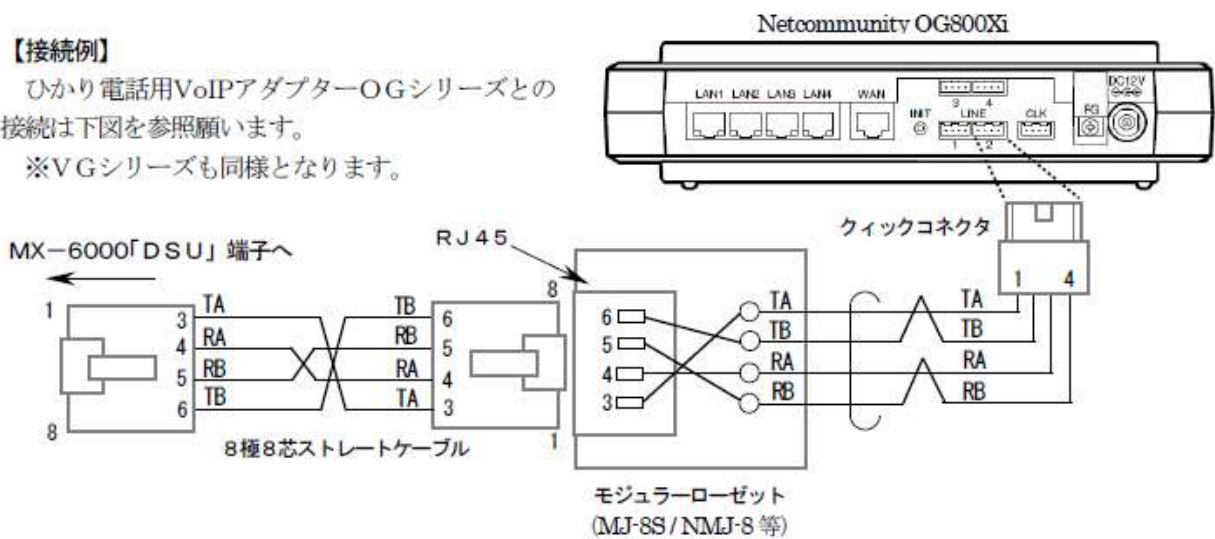 Netcommunity OG800Xi
【接続例】
ひかり電話用VoIPアダプターOGシリーズとの
接続は下図を参照願います。
※VGシリーズも同様となります。
LAN1 LAN2 LAN3 LAN4 WAN
INIT
3 4
LINE
1 2
CLK
FG
DC12V
クィックコネクタ
1 4
MX-6000「DSU」端子へ
RJ45
1
8
3 TA
4 RA
5 RB
6 TB
TB 6
RB 5
RA 4
TA 3
8
1
8極8芯ストレートケーブル
6
5
4
3
TA
TB
RA
RB
TA
TB
RA
RB
モジュラーローゼット
(MJ-8S / NMJ-8 等)